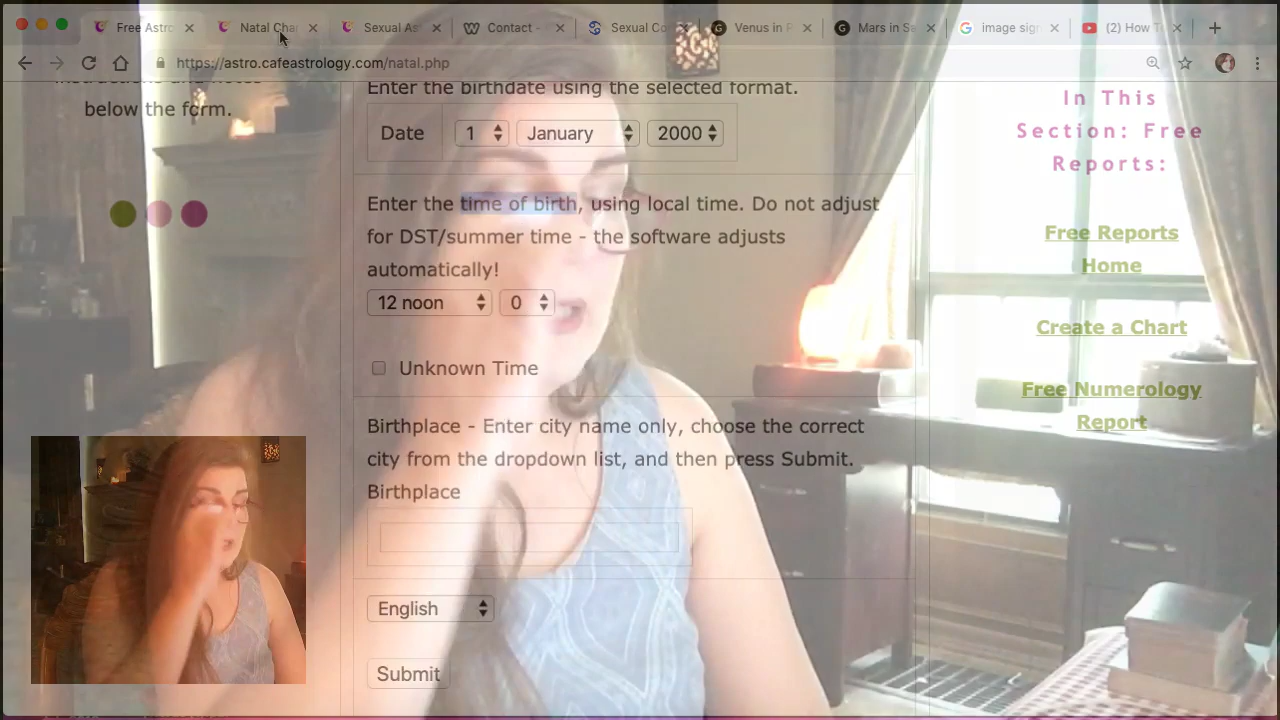 Free Astro
Natal Char
Sexual As
Contact -
Sexual Co
Venus in P
Mars in Sa
image sign
(2) How T
https://astro.cafeastrology.com/natal.php
below the form.
Enter the birthdate using the selected format.
Date 1 January 2000
Enter the time of birth, using local time. Do not adjust
for DST/summer time - the software adjusts
automatically!
12 noon 0
Unknown Time
Birthplace - Enter city name only, choose the correct
city from the dropdown list, and then press Submit.
Birthplace
English
Submit
In This
Section: Free
Reports:
Free Reports
Home
Create a Chart
Free Numerology
Report